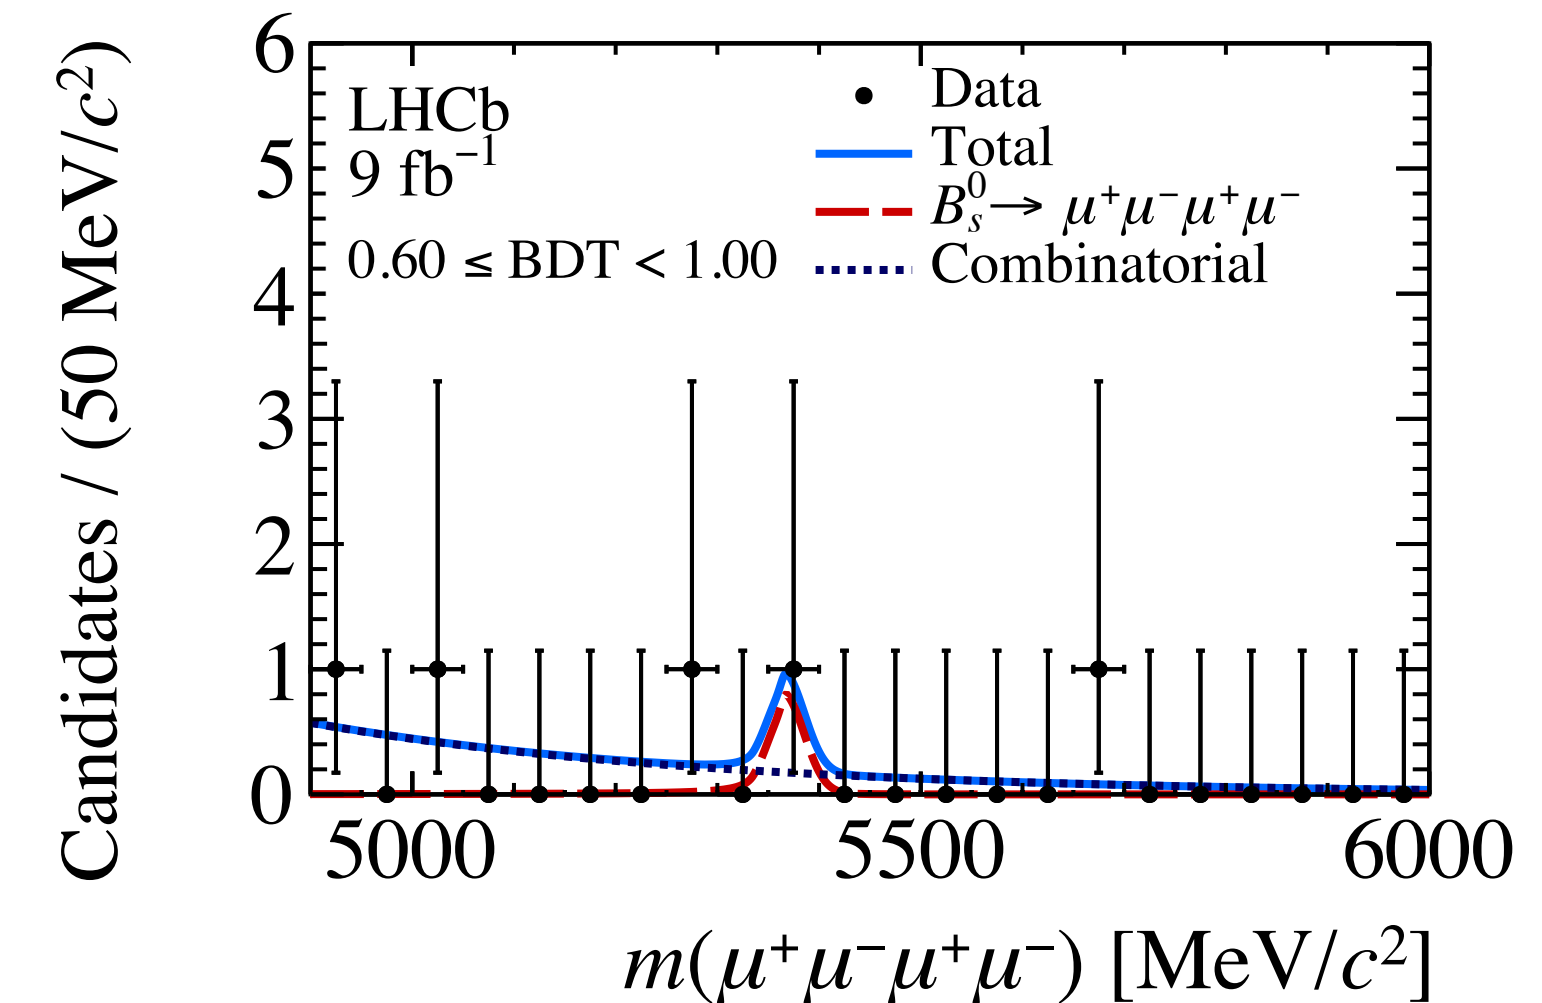 Candidates / (50 MeV/c²)
6
5
4
3
2
1
0
LHCb
9 fb⁻¹
0.60 ≤ BDT < 1.00
Data
Total
B⁰ₛ→ μ⁺μ⁻μ⁺μ⁻
Combinatorial
5000 5500 6000
m(μ⁺μ⁻μ⁺μ⁻) [MeV/c²]